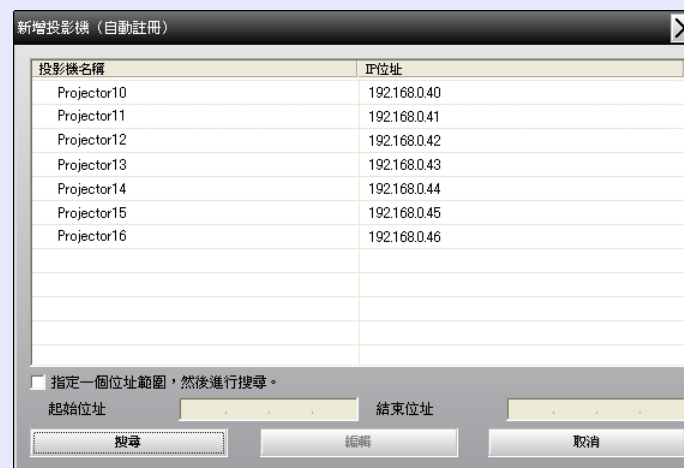 新增投影機（自動註冊）
投影機名稱 IP位址
Projector10 192.168.0.40
Projector11 192.168.0.41
Projector12 192.168.0.42
Projector13 192.168.0.43
Projector14 192.168.0.44
Projector15 192.168.0.45
Projector16 192.168.0.46
指定一個位址範圍，然後進行搜尋。
起始位址 . . . 結束位址 . . .
搜尋 編輯 取消